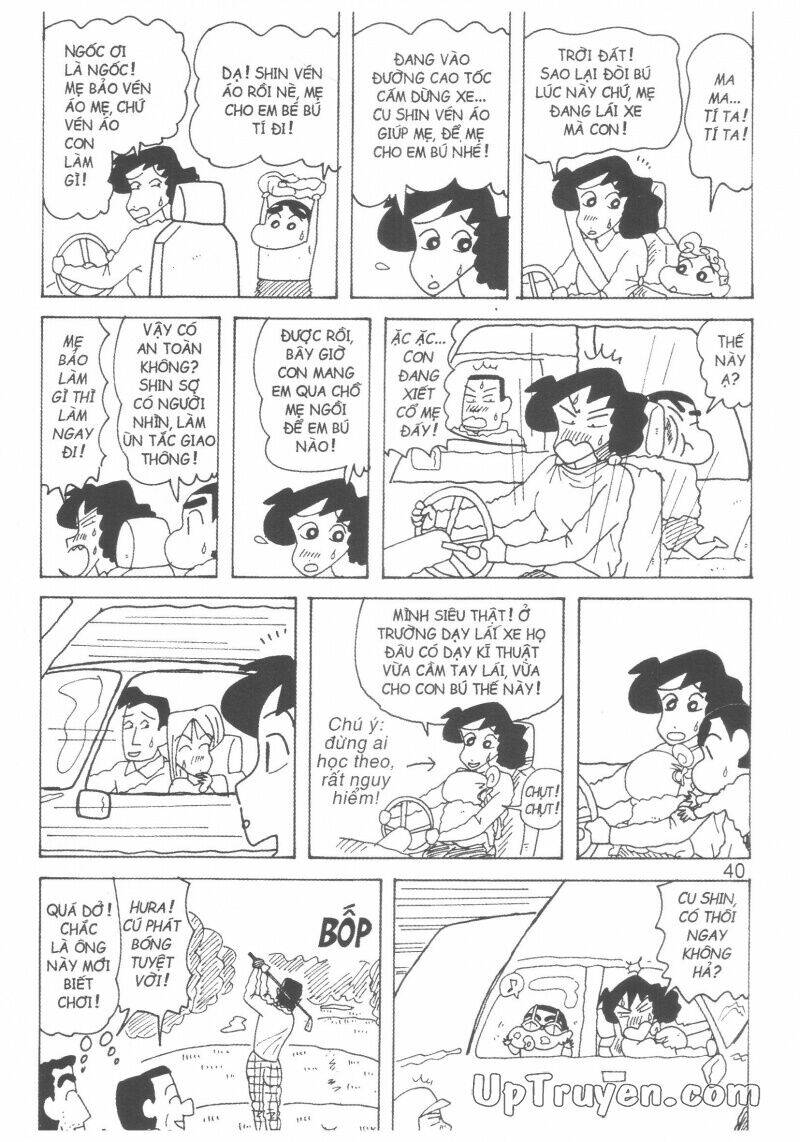 MA
MA...
TÍ TA!
TÍ TA!
TRỜI ĐẤT!
SAO LẠI ĐÒI BÚ
LÚC NÀY CHỨ, MẸ
ĐANG LÁI XE
MÀ CON!
ĐANG VÀO
ĐƯỜNG CAO TỐC
CẤM DỪNG XE...
CU SHIN VÉN ÁO
GIÚP MẸ, ĐỂ MẸ
CHO EM BÚ NHÉ!
DẠ! SHIN VÉN
ÁO RỒI NÈ, MẸ
CHO EM BÉ BÚ
TÍ ĐI!
NGỐC ƠI
LÀ NGỐC!
MẸ BẢO VÉN
ÁO MẸ, CHỨ
VÉN ÁO
CON
LÀM
GÌ!
THẾ
NÀY
Ạ?
ẶC ẶC...
CON
ĐANG
XIẾT
CỔ MẸ
ĐẤY!
ĐƯỢC RỒI,
BÂY GIỜ
CON MANG
EM QUA CHỖ
MẸ NGỒI
ĐỂ EM BÚ
NÀO!
VẬY CÓ
AN TOÀN
KHÔNG?
SHIN SỢ
CÓ NGƯỜI
NHÌN, LÀM
ÙN TẮC GIAO
THÔNG!
MẸ
BẢO
LÀM
GÌ THÌ
LÀM
NGAY
ĐI!
MÌNH SIÊU THẬT! Ở
TRƯỜNG DẠY LÁI XE HỌ
ĐÂU CÓ DẠY KĨ THUẬT
VỪA CẦM TAY LÁI, VỪA
CHO CON BÚ THẾ NÀY!
Chú ý:
đừng ai
học theo,
rất nguy
hiểm!
CHỤT!
CHỤT!
40
CU SHIN,
CÓ THÔI
NGAY
KHÔNG
HẢ?
BỐP
HURA!
CÚ PHÁT
BÓNG
TUYỆT
VỜI!
QUÁ DỞ!
CHẮC
LÀ ÔNG
NÀY MỚI
BIẾT
CHƠI!
UpTruyen.com